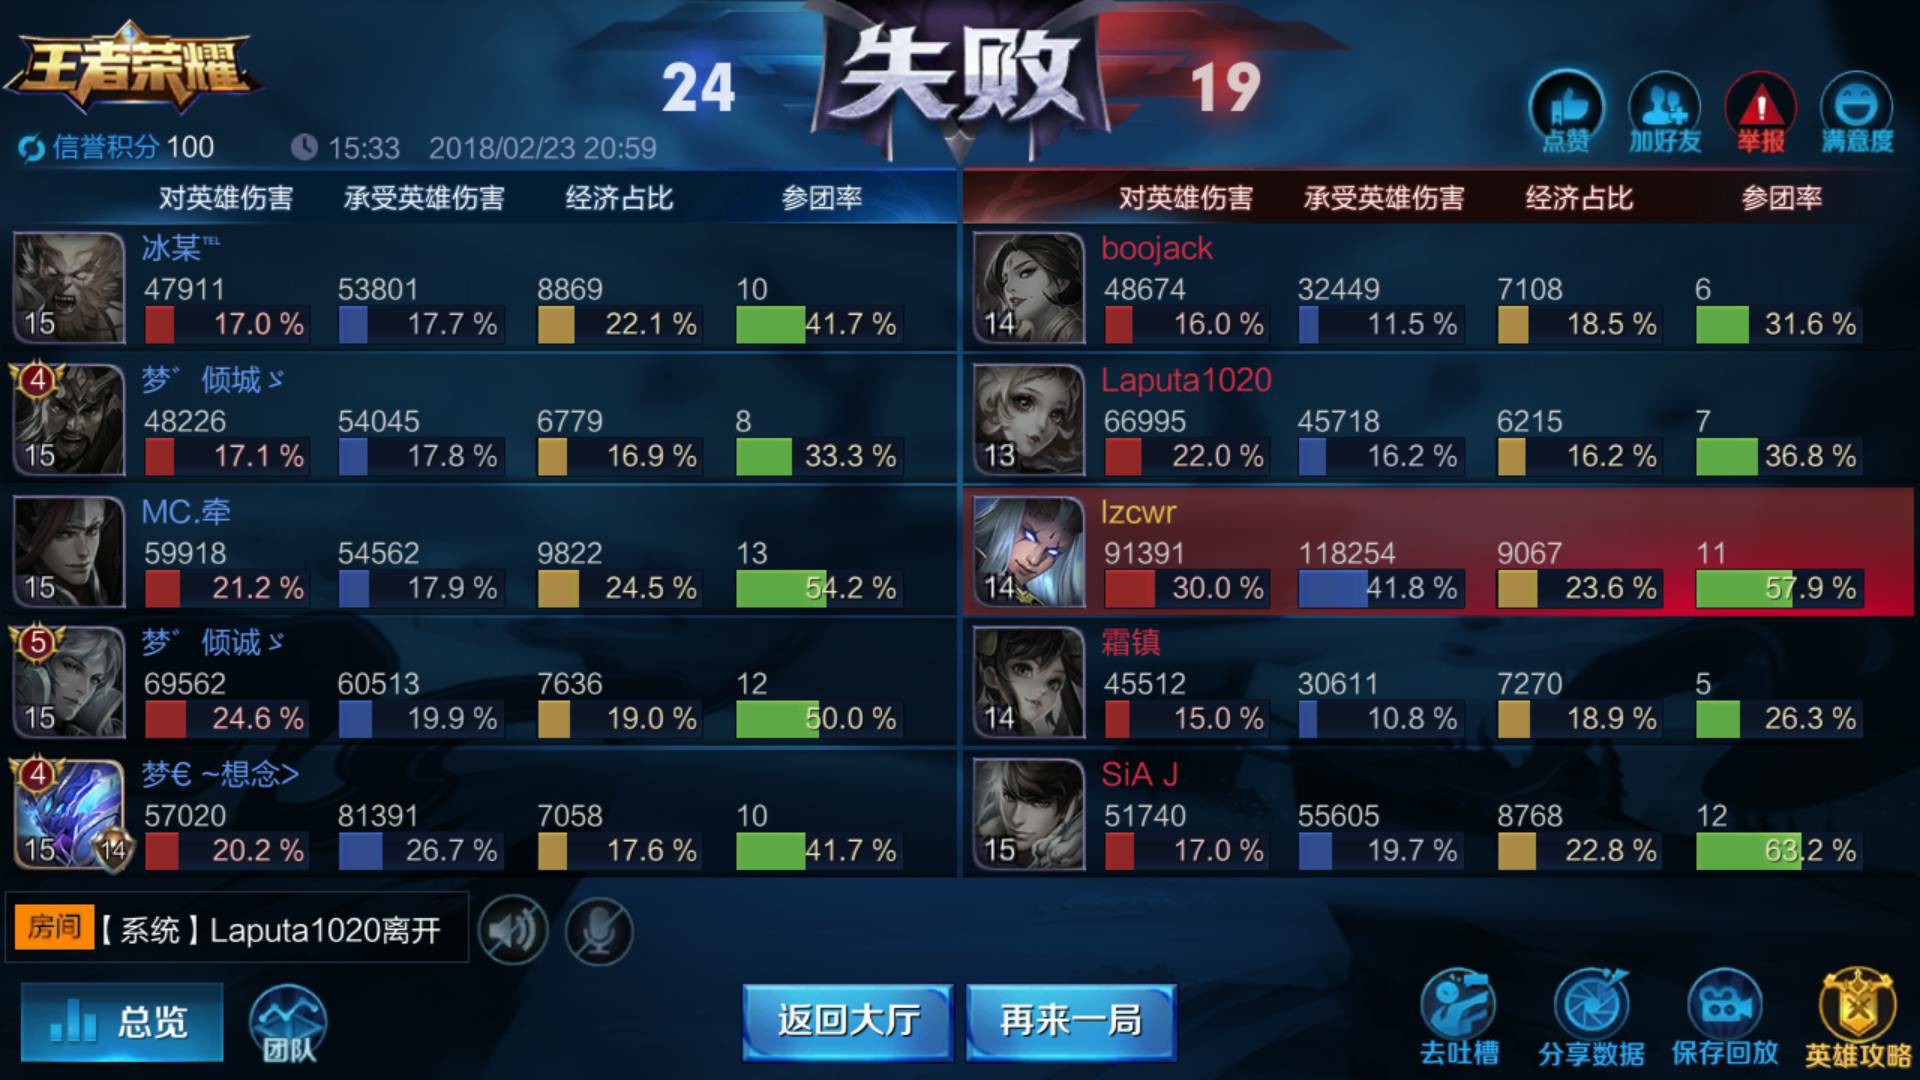 王者荣耀
失败
24
19
点赞
加好友
举报
满意度
信誉积分 100
15:33
2018/02/23 20:59
对英雄伤害 承受英雄伤害 经济占比 参团率
对英雄伤害 承受英雄伤害 经济占比 参团率
冰某℡
47911 53801 8869 10
15 17.0 % 17.7 % 22.1 % 41.7 %
boojack
48674 32449 7108 6
14 16.0 % 11.5 % 18.5 % 31.6 %
4
梦゛ 倾城ゞ
48226 54045 6779 8
15 17.1 % 17.8 % 16.9 % 33.3 %
Laputa1020
66995 45718 6215 7
13 22.0 % 16.2 % 16.2 % 36.8 %
MC.牵
59918 54562 9822 13
15 21.2 % 17.9 % 24.5 % 54.2 %
lzcwr
91391 118254 9067 11
14 30.0 % 41.8 % 23.6 % 57.9 %
5
梦゛ 倾诚ゞ
69562 60513 7636 12
15 24.6 % 19.9 % 19.0 % 50.0 %
霜镇
45512 30611 7270 5
14 15.0 % 10.8 % 18.9 % 26.3 %
4
梦€ ~想念>
57020 81391 7058 10
15 14 20.2 % 26.7 % 17.6 % 41.7 %
SiA J
51740 55605 8768 12
15 17.0 % 19.7 % 22.8 % 63.2 %
房间 【 系统 】Laputa1020离开
总览
团队
返回大厅
再来一局
去吐槽
分享数据
保存回放
英雄攻略